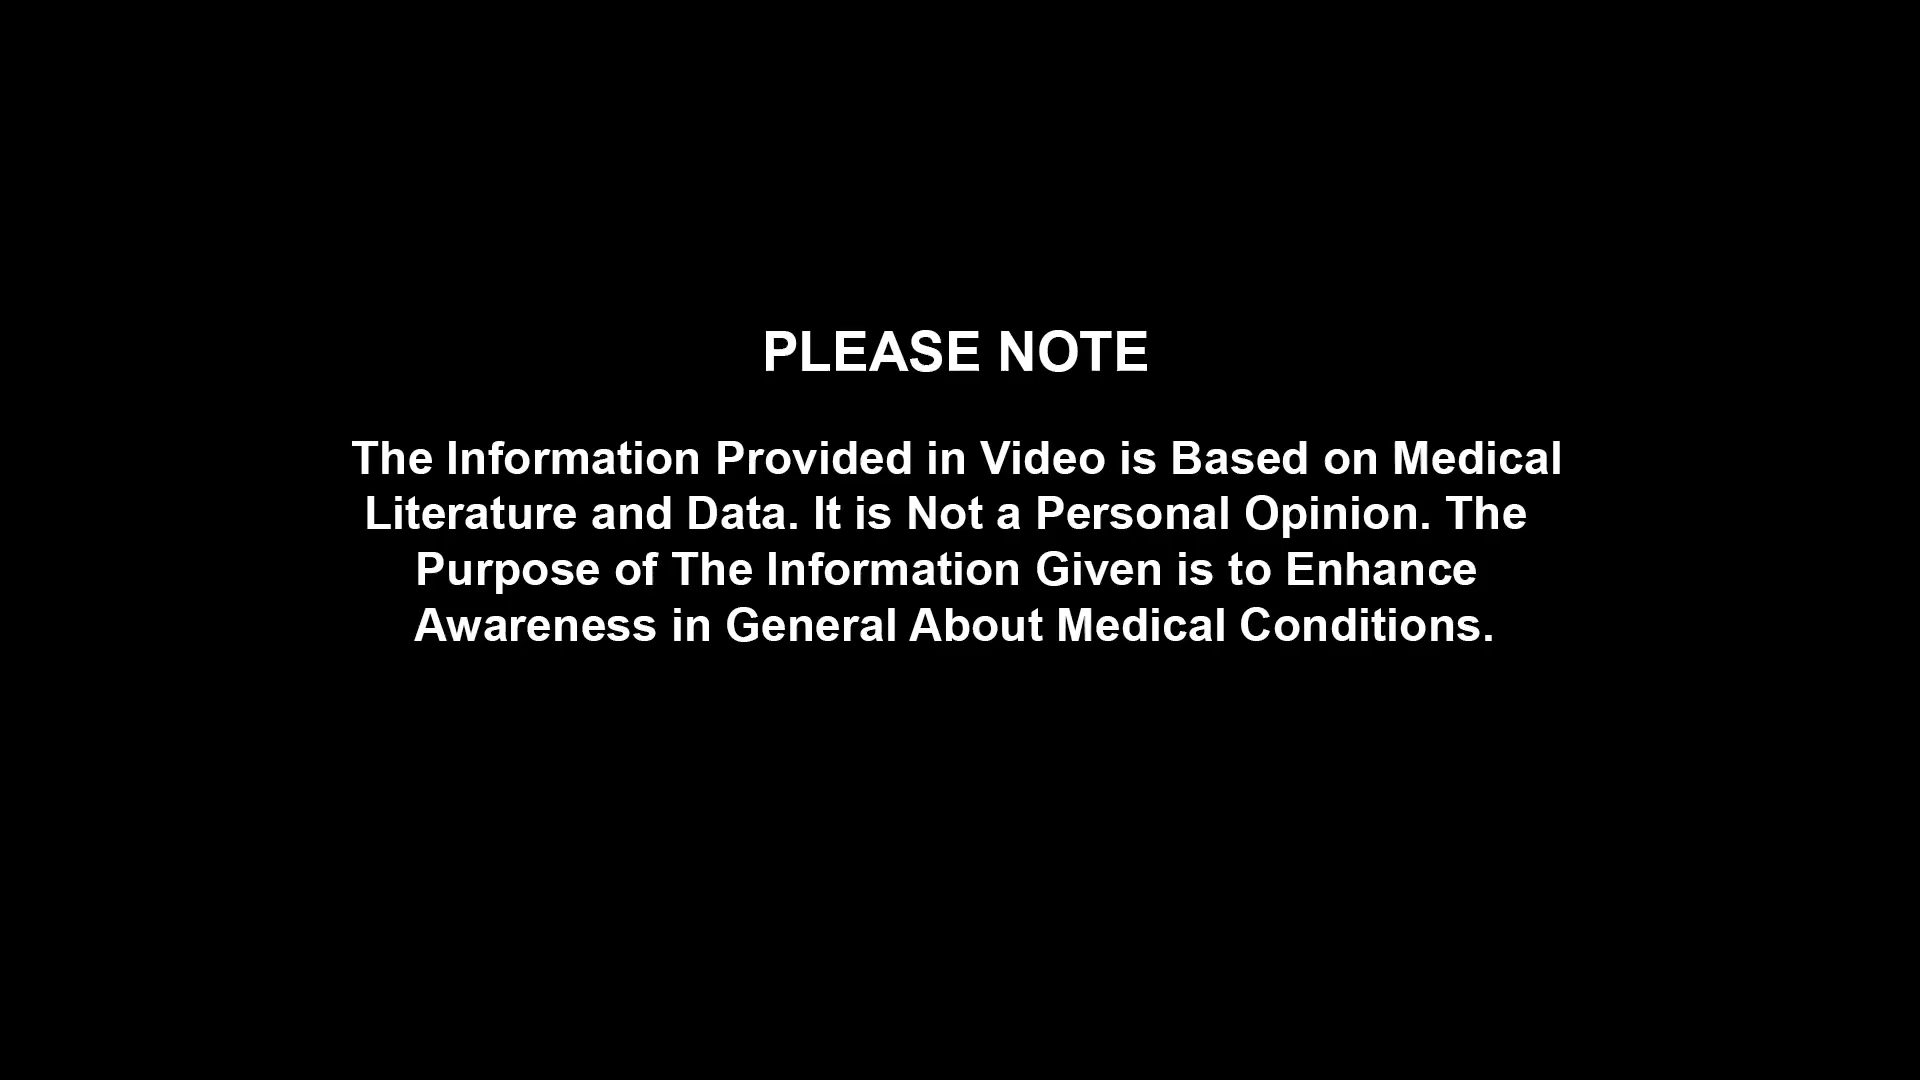 PLEASE NOTE
The Information Provided in Video is Based on Medical
Literature and Data. It is Not a Personal Opinion. The
Purpose of The Information Given is to Enhance
Awareness in General About Medical Conditions.